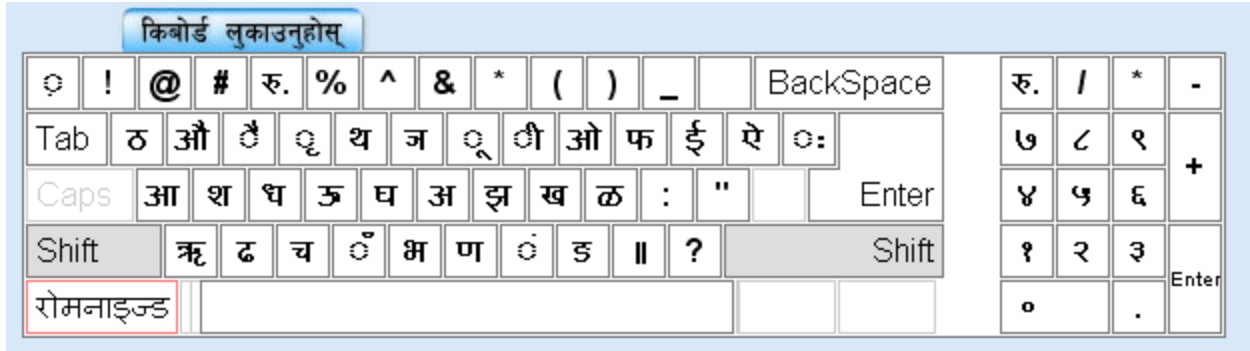 किबोर्ड लुकाउनुहोस्
़ ! @ # रु. % ^ & * ( ) _ BackSpace रु. / * -
Tab ठ औ ै ृ थ ञ ू ी ओ फ ई ऐ ः ७ ८ ९ +
Caps आ श ध ऊ घ अ झ ख ळ : " Enter ४ ५ ६
Shift ऋ ढ च ँ भ ण ं ङ ॥ ? Shift १ २ ३ Enter
रोमनाइज्ड ० .